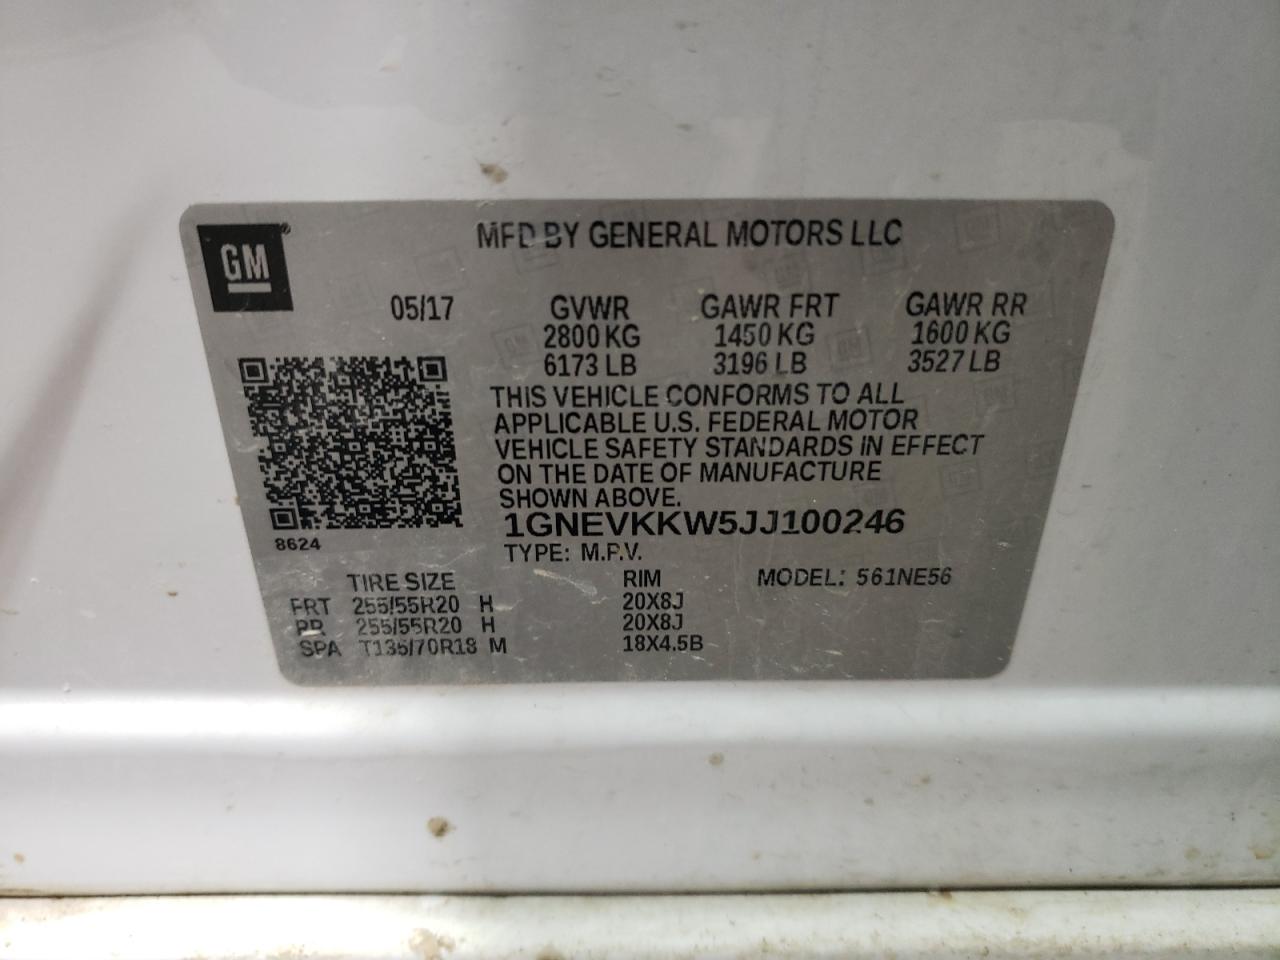 GM
MFD BY GENERAL MOTORS LLC
05/17 GVWR GAWR FRT GAWR RR
2800 KG 1450 KG 1600 KG
6173 LB 3196 LB 3527 LB
THIS VEHICLE CONFORMS TO ALL
APPLICABLE U.S. FEDERAL MOTOR
VEHICLE SAFETY STANDARDS IN EFFECT
ON THE DATE OF MANUFACTURE
SHOWN ABOVE.
1GNEVKKW5JJ100246
8624
TYPE: M.P.V.
TIRE SIZE RIM MODEL: 561NE56
FRT 255/55R20 H 20X8J
RR 255/55R20 H 20X8J
SPA T135/70R18 M 18X4.5B